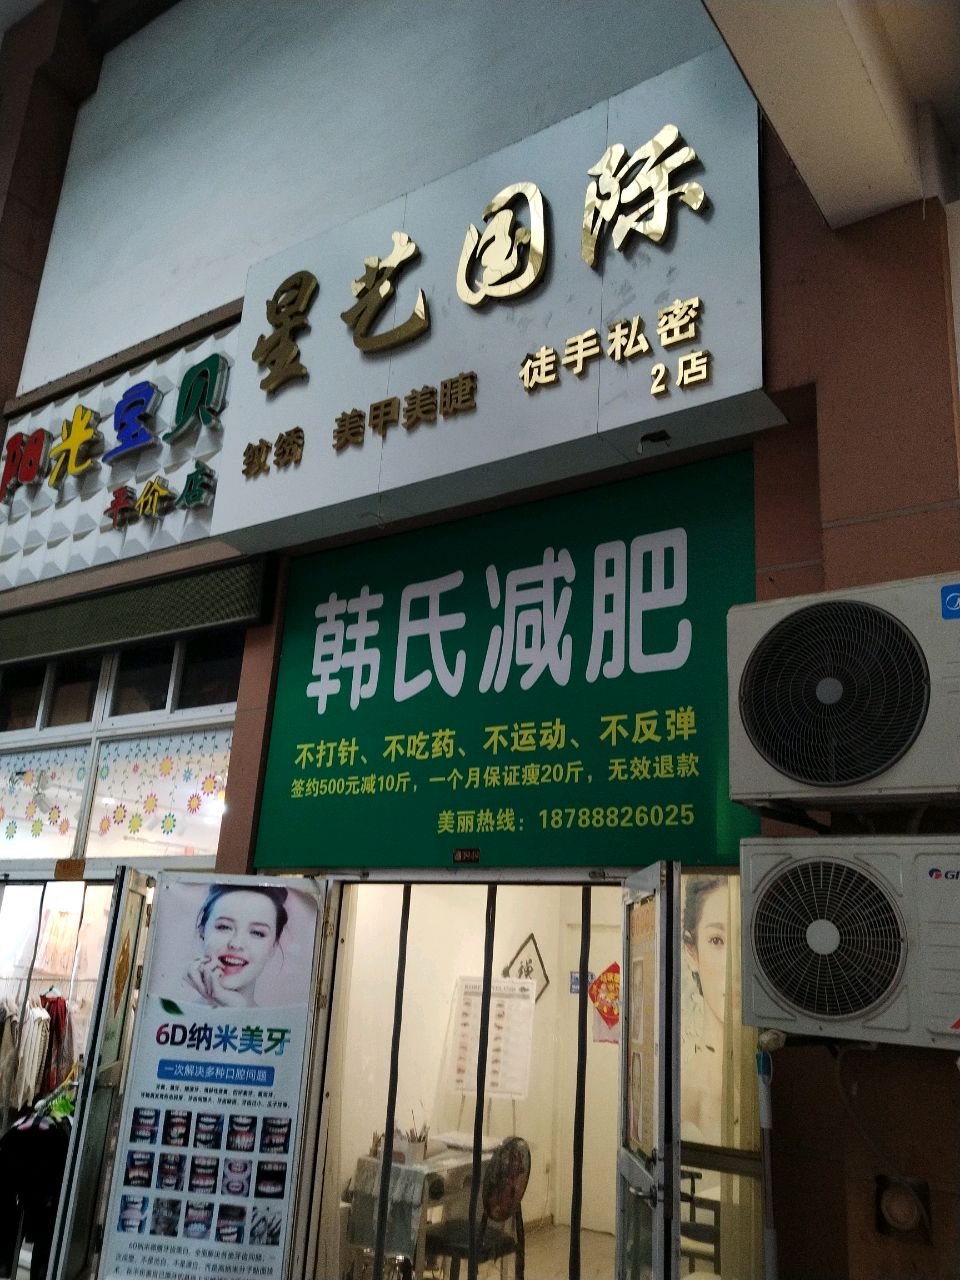 星艺国际
纹绣 美甲美睫 徒手私密
2店
阳光宝贝
平价店
韩氏减肥
不打针、不吃药、不运动、不反弹
签约500元减10斤，一个月保证瘦20斤，无效退款
美丽热线：18788826025
6D纳米美牙
一次解决多种口腔问题